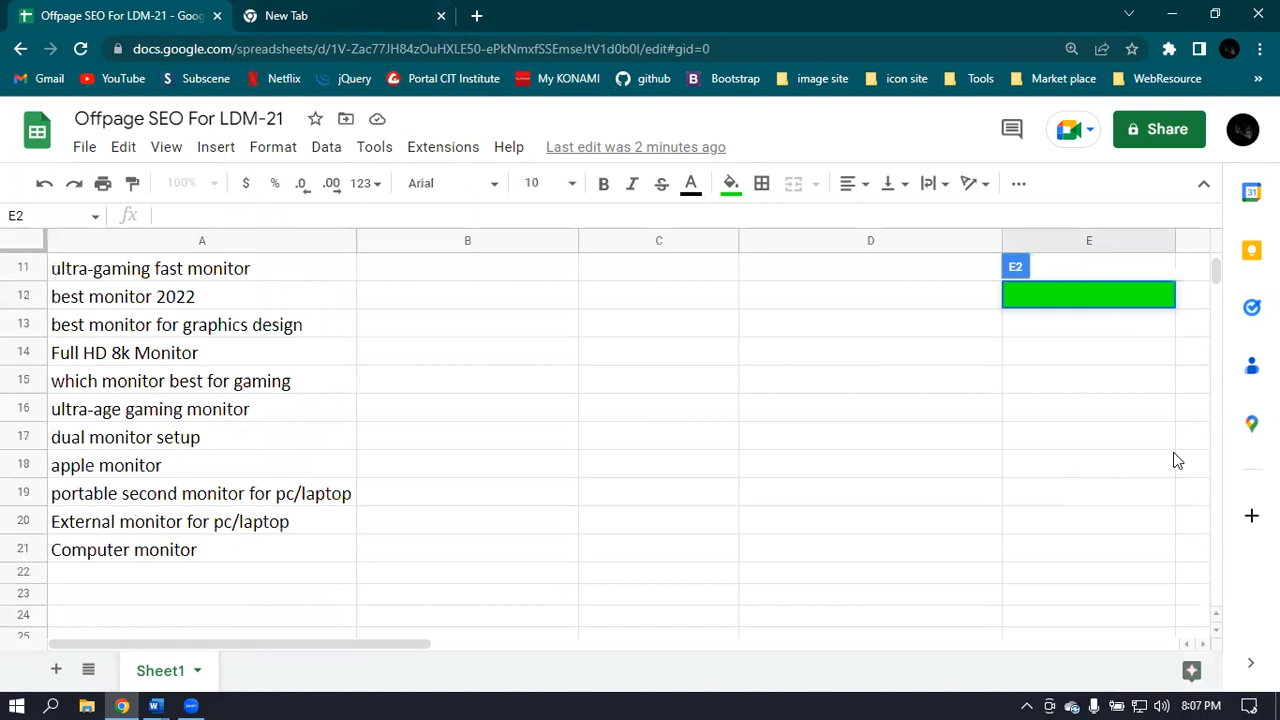 Offpage SEO For LDM-21 - Goog
New Tab
docs.google.com/spreadsheets/d/1V-Zac77JH84zOuHXLE50-ePkNmxfSSEmseJtV1d0b0I/edit#gid=0
Gmail YouTube Subscene Netflix jQuery Portal CIT Institute My KONAMI github Bootstrap image site icon site Tools Market place WebResource »
Offpage SEO For LDM-21
Share
File Edit View Insert Format Data Tools Extensions Help Last edit was 2 minutes ago
100% $ % .0 .00 123 Arial 10 B I S A
31
E2 fx
A B C D E
11 ultra-gaming fast monitor E2
12 best monitor 2022
13 best monitor for graphics design
14 Full HD 8k Monitor
15 which monitor best for gaming
16 ultra-age gaming monitor
17 dual monitor setup
18 apple monitor
19 portable second monitor for pc/laptop
20 External monitor for pc/laptop
21 Computer monitor
22
23
24
25
Sheet1
8:07 PM